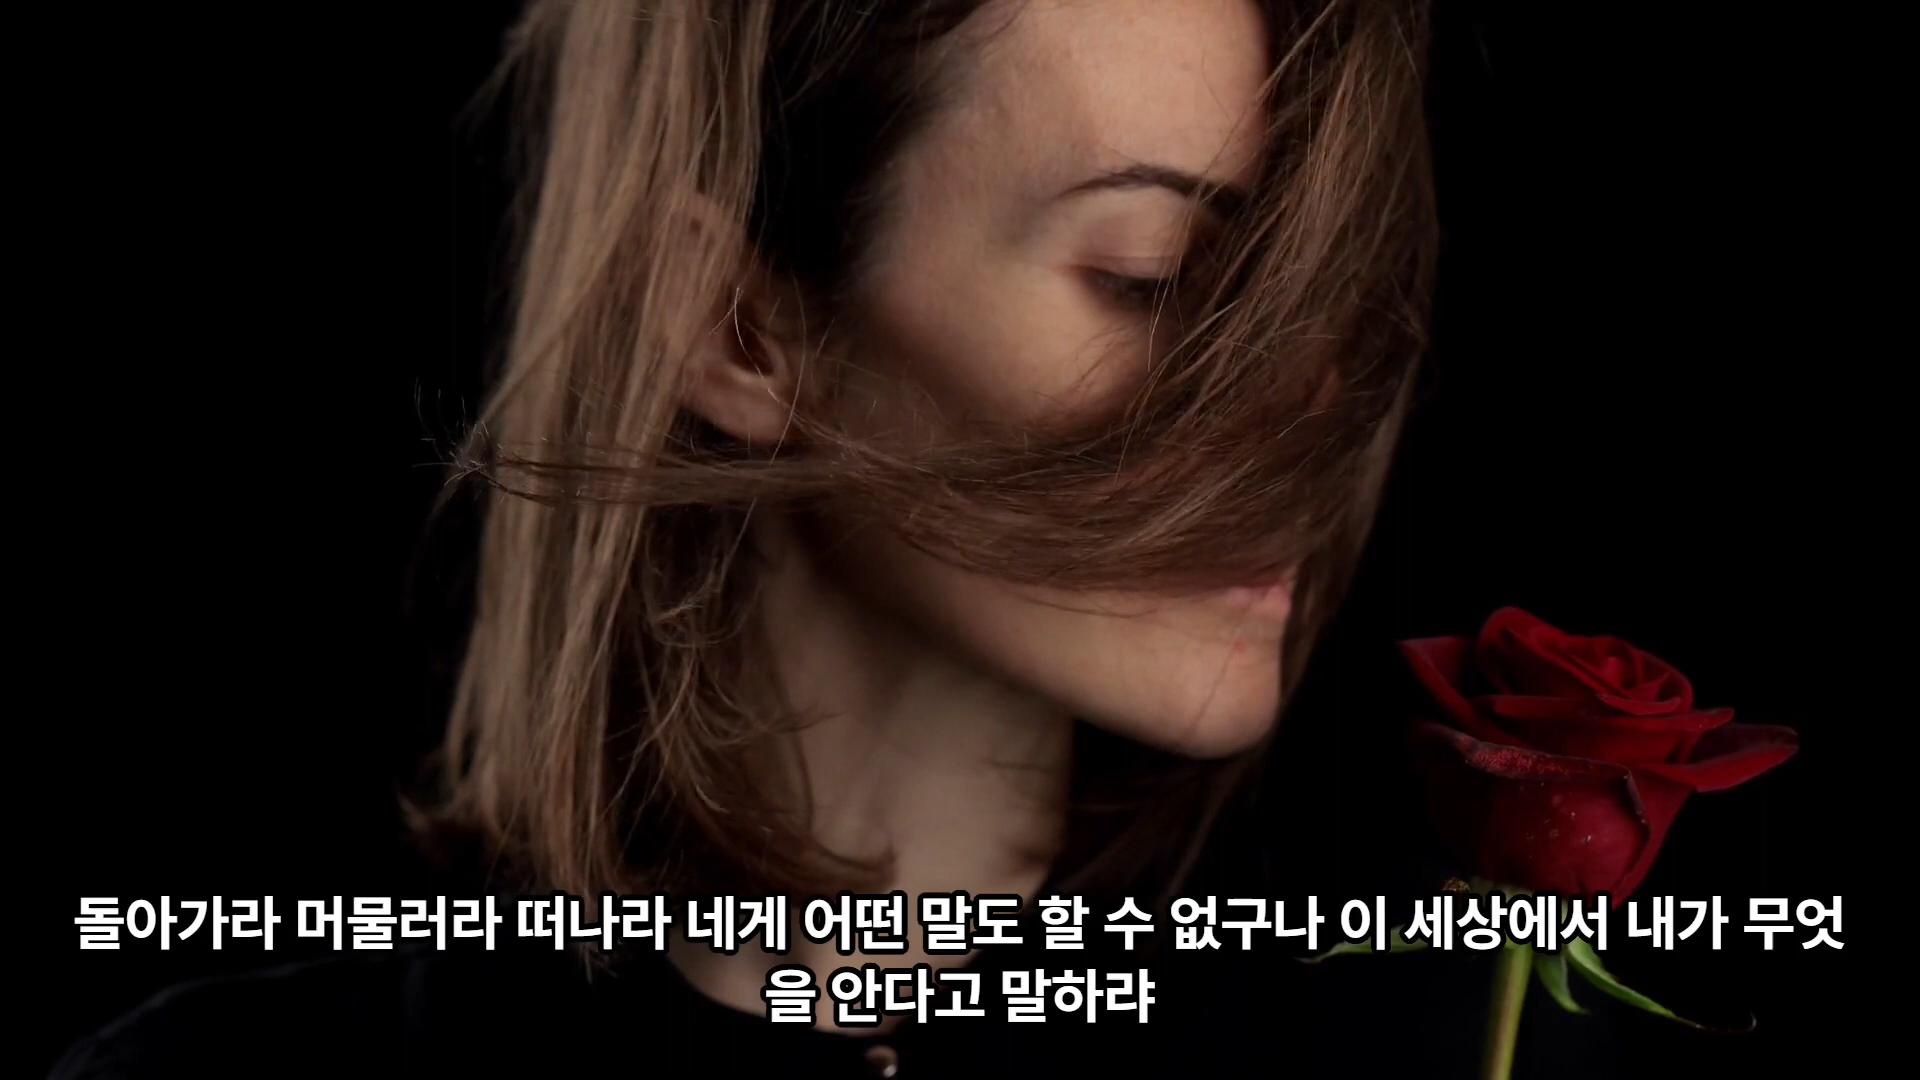 돌아가라 머물러라 떠나라 네게 어떤 말도 할 수 없구나 이 세상에서 내가 무엇
을 안다고 말하랴